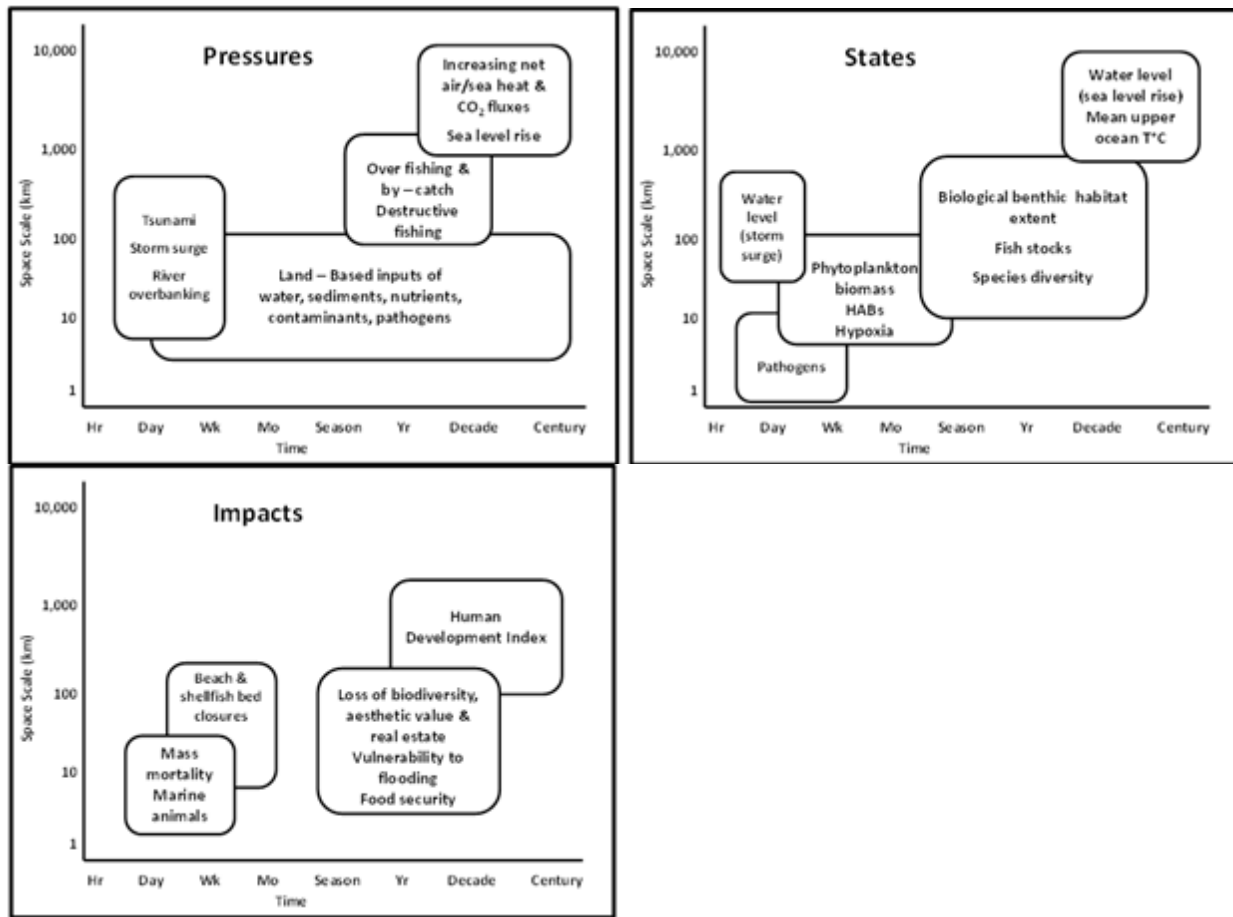 Pressures
10,000
1,000
100
10
1
Space Scale (km)
Increasing net
air/sea heat &
CO₂ fluxes
Sea level rise
Over fishing &
by – catch
Destructive
fishing
Tsunami
Storm surge
River
overbanking
Land – Based inputs of
water, sediments, nutrients,
contaminants, pathogens
Hr Day Wk Mo Season Yr Decade Century
Time
States
10,000
1,000
100
10
1
Space Scale (km)
Water level
(sea level rise)
Mean upper
ocean T°C
Water
level
(storm
surge)
Biological benthic habitat
extent
Fish stocks
Species diversity
Phytoplankton
biomass
HABs
Hypoxia
Pathogens
Hr Day Wk Mo Season Yr Decade Century
Time
Impacts
10,000
1,000
100
10
1
Space Scale (km)
Human
Development Index
Beach &
shellfish bed
closures
Loss of biodiversity,
aesthetic value &
real estate
Vulnerability to
flooding
Food security
Mass
mortality
Marine
animals
Hr Day Wk Mo Season Yr Decade Century
Time